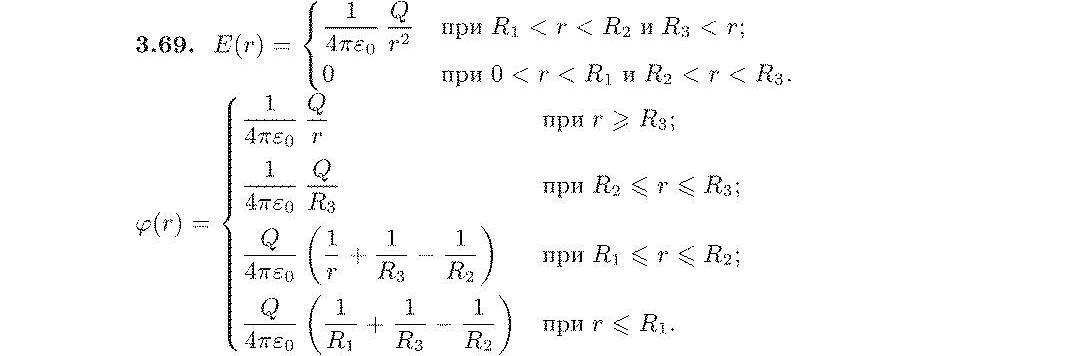 3.69. E(r) = { 1/(4πε₀) Q/r² при R₁ < r < R₂ и R₃ < r;
0 при 0 < r < R₁ и R₂ < r < R₃.
φ(r) = { 1/(4πε₀) Q/r при r ⩾ R₃;
1/(4πε₀) Q/R₃ при R₂ ⩽ r ⩽ R₃;
Q/(4πε₀) (1/r + 1/R₃ − 1/R₂) при R₁ ⩽ r ⩽ R₂;
Q/(4πε₀) (1/R₁ + 1/R₃ − 1/R₂) при r ⩽ R₁.